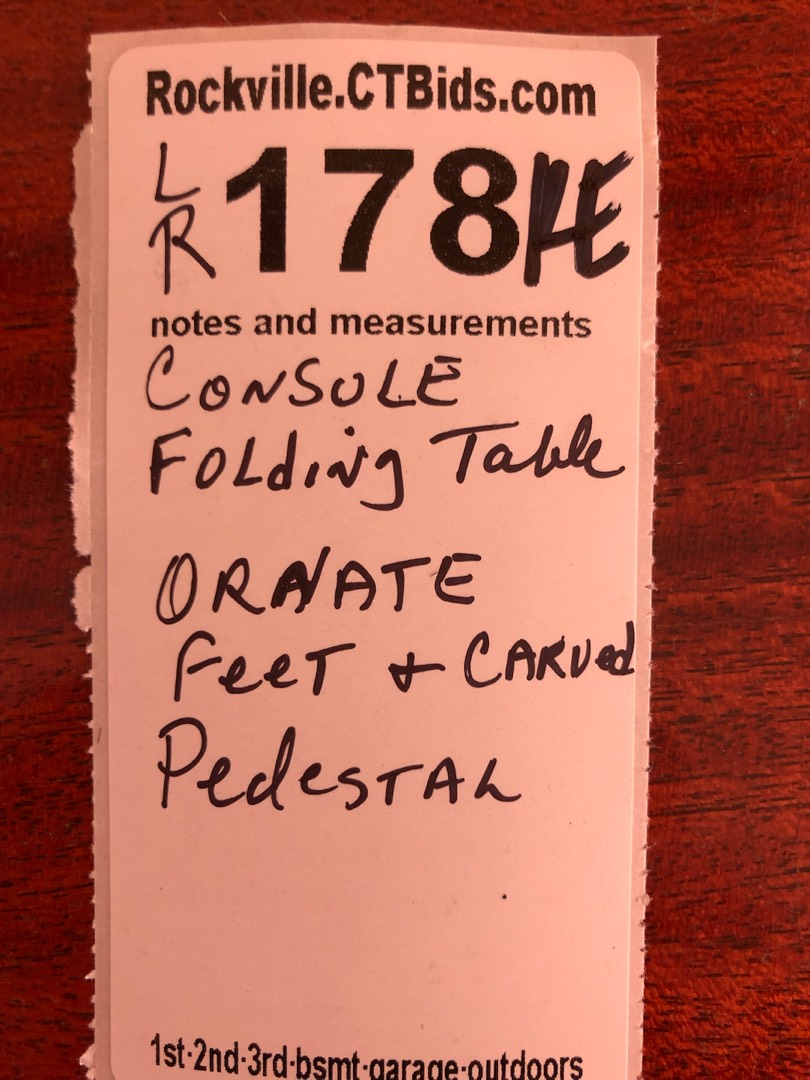 Rockville.CTBids.com
LR 178
notes and measurements
CONSOLE
FOLding Table
ORNATE
FeeT + CARVed
PedesTAL
1st·2nd·3rd·bsmt·garage·outdoors